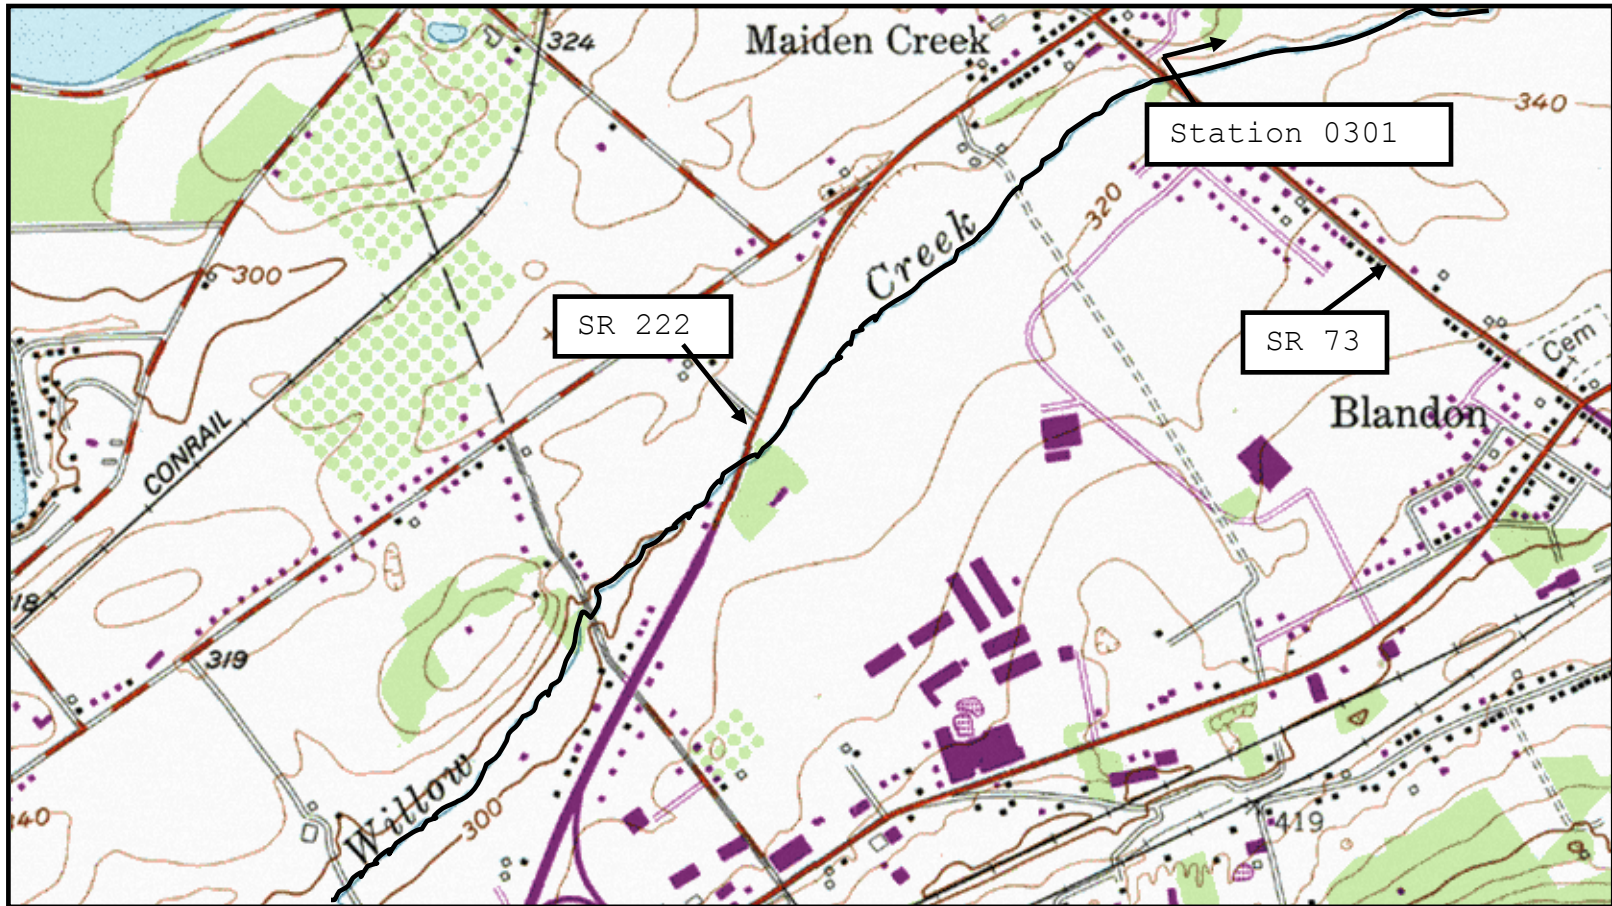 324
Maiden Creek
340
Station 0301
320
Creek
300
SR 222
SR 73
Cem
Blandon
CONRAIL
18
319
Willow
300
40
419